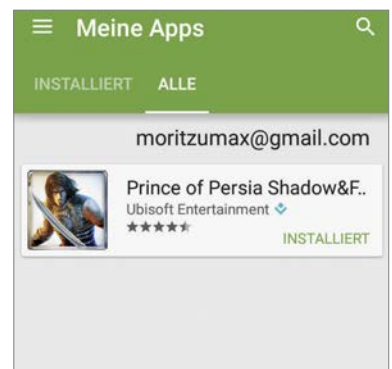 Meine Apps
INSTALLIERT ALLE
moritzumax@gmail.com
Prince of Persia Shadow&F..
Ubisoft Entertainment
INSTALLIERT